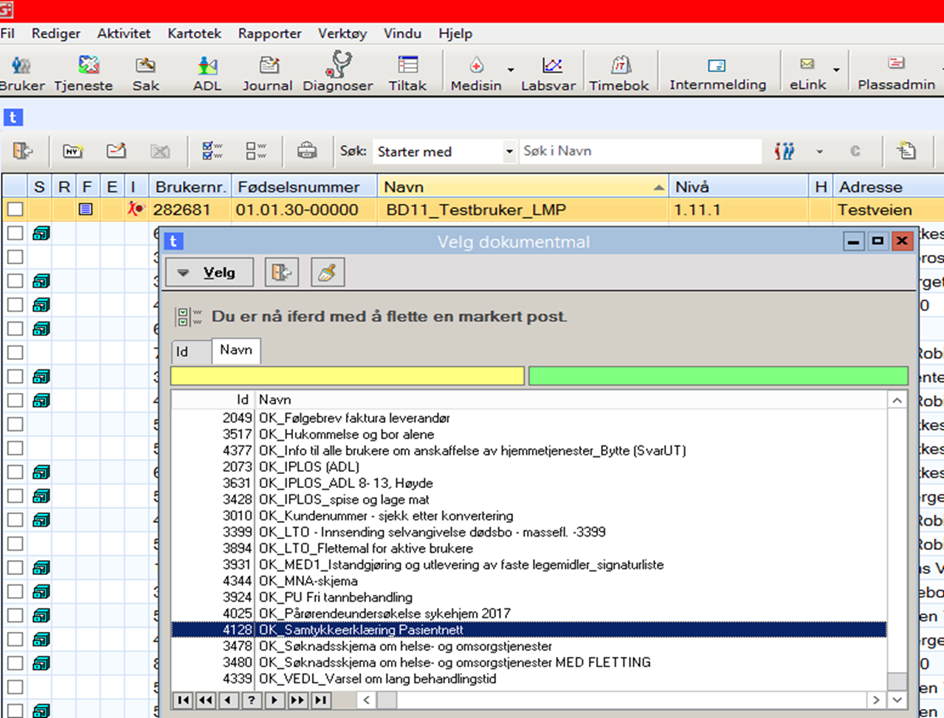 Fil Rediger Aktivitet Kartotek Rapporter Verktøy Vindu Hjelp
Bruker Tjeneste Sak ADL Journal Diagnoser Tiltak Medisin Labsvar Timebok Internmelding eLink Plassadmin
t
NY Søk: Starter med Søk i Navn C
S R F E I Brukernr. Fødselsnummer Navn Nivå H Adresse
282681 01.01.30-00000 BD11_Testbruker_LMP 1.11.1 Testveien
t Velg dokumentmal
Velg
Du er nå iferd med å flette en markert post.
Id Navn
Id Navn
2049 OK_Følgebrev faktura leverandør
3517 OK_Hukommelse og bor alene
4377 OK_Info til alle brukere om anskaffelse av hjemmetjenester_Bytte (SvarUT)
2073 OK_IPLOS (ADL)
3631 OK_IPLOS_ADL 8- 13, Høyde
3428 OK_IPLOS_spise og lage mat
3010 OK_Kundenummer - sjekk etter konvertering
3399 OK_LTO - Innsending selvangivelse dødsbo - massefl. -3399
3894 OK_LTO_Flettemal for aktive brukere
3931 OK_MED1_Istandgjøring og utlevering av faste legemidler_signaturliste
4344 OK_MNA-skjema
3924 OK_PU Fri tannbehandling
4025 OK_Pårørendeundersøkelse sykehjem 2017
4128 OK_Samtykkeerklæring Pasientnett
3478 OK_Søknadsskjema om helse- og omsorgstjenester
3480 OK_Søknadsskjema om helse- og omsorgstjenester MED FLETTING
4339 OK_VEDL_Varsel om lang behandlingstid